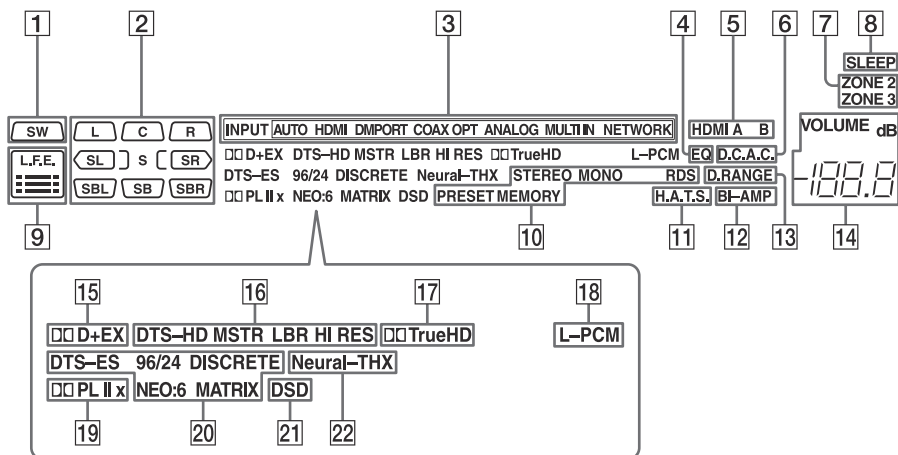 1 2 3 4 5 6 7 8
SLEEP
ZONE 2
ZONE 3
SW L C R INPUT AUTO HDMI DMPORT COAX OPT ANALOG MULTI IN NETWORK HDMI A B VOLUME dB
L.F.E. SL S SR D+EX DTS–HD MSTR LBR HI RES TrueHD L–PCM EQ D.C.A.C.
SBL SB SBR DTS–ES 96/24 DISCRETE Neural–THX STEREO MONO RDS D.RANGE -188.8
PL II x NEO:6 MATRIX DSD PRESET MEMORY H.A.T.S. BI–AMP
9 10 11 12 13 14
15 16 17 18
D+EX DTS–HD MSTR LBR HI RES TrueHD L–PCM
DTS–ES 96/24 DISCRETE Neural–THX
PL II x NEO:6 MATRIX DSD
19 20 21 22